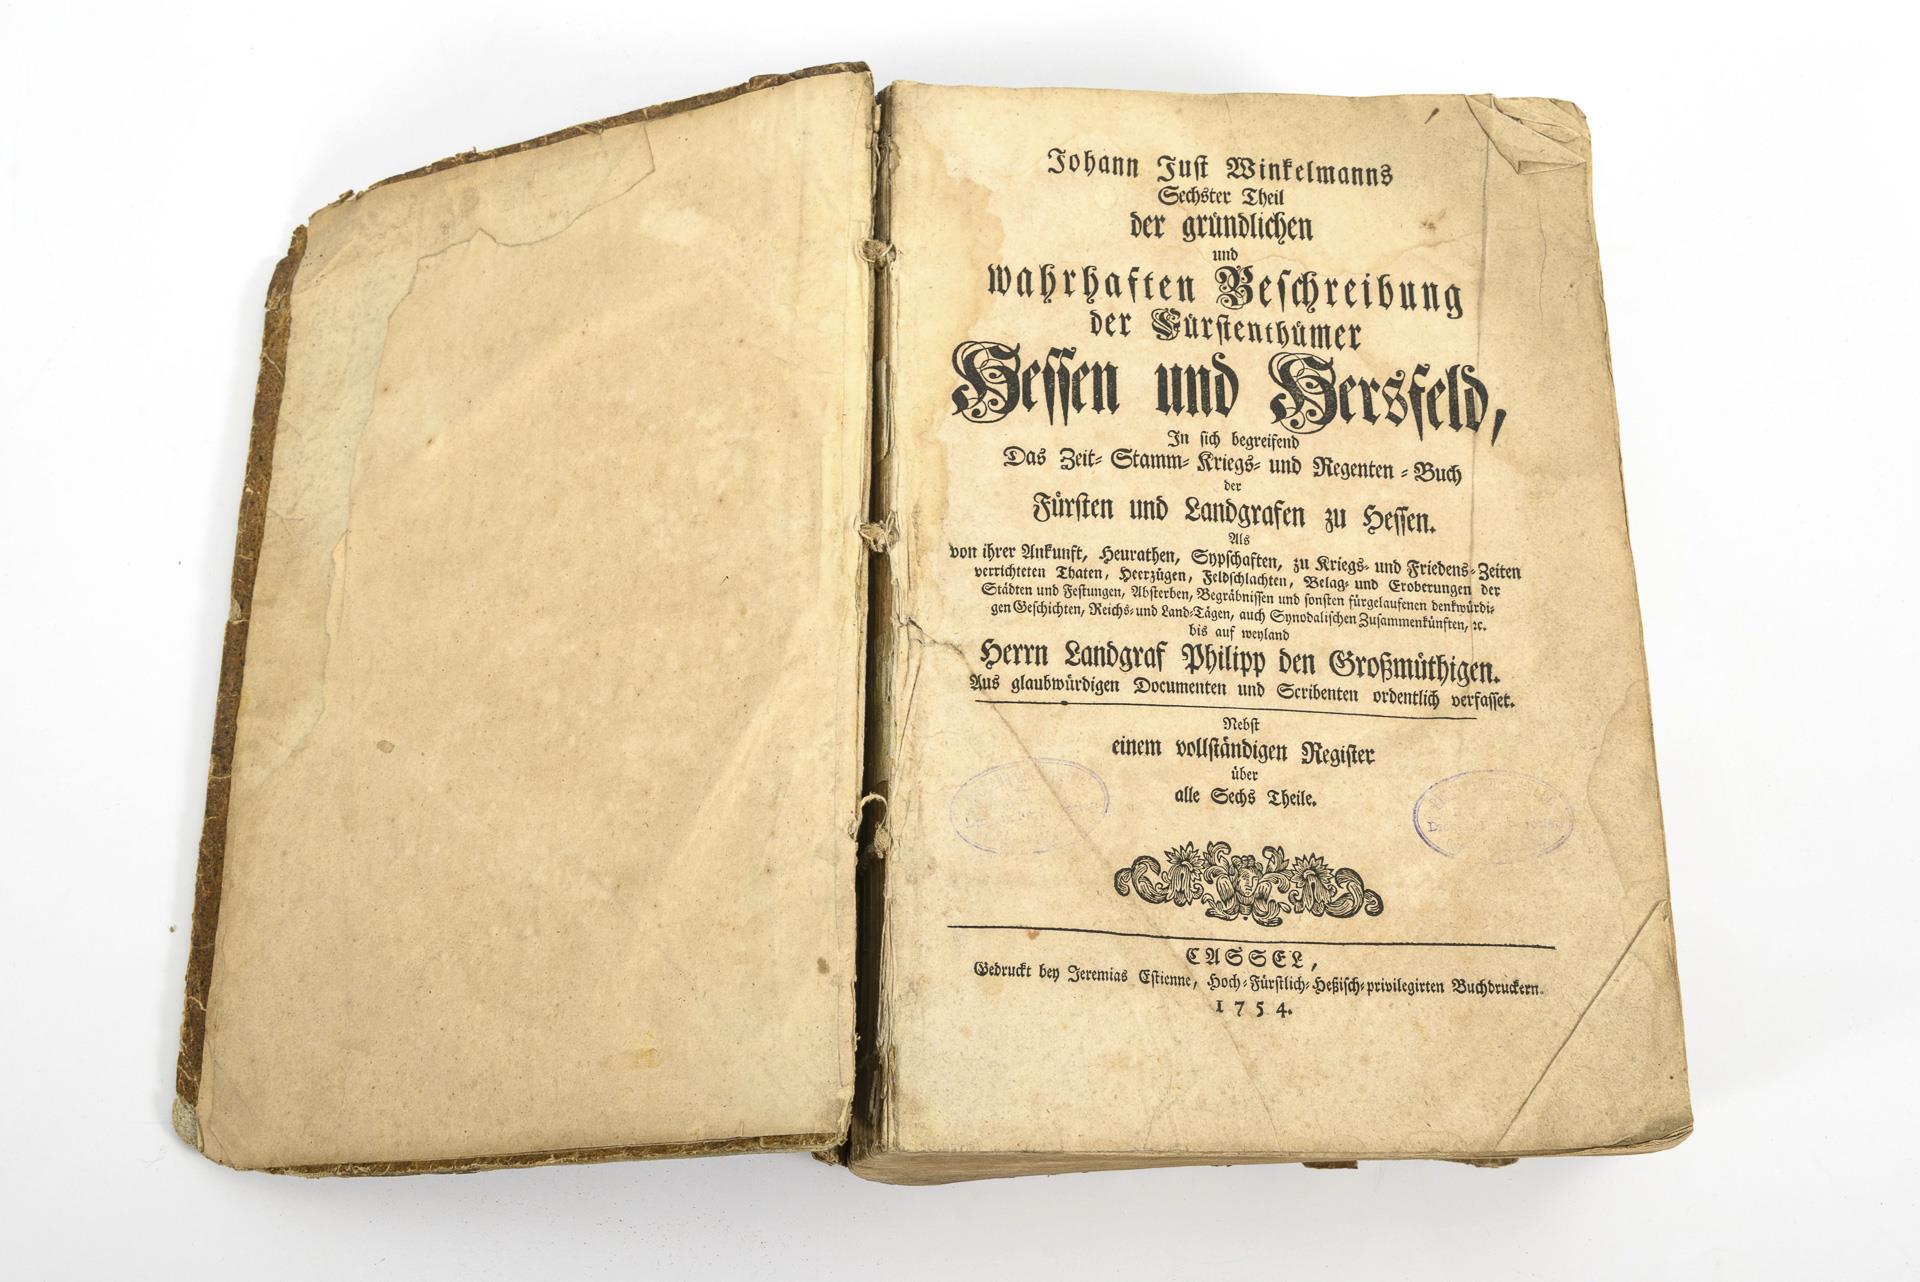 Johann Just Winkelmanns
Sechster Theil
der gründlichen
und
wahrhaften Beschreibung
der Fürstenthümer
Hessen und Hersfeld,
In sich begreifend
Das Zeit- Stamm- Kriegs- und Regenten-Buch
der
Fürsten und Landgrafen zu Hessen.
Als
von ihrer Ankunft, Heurathen, Sypschaften, zu Kriegs- und Friedens-Zeiten
verrichteten Thaten, Heerzügen, Feldschlachten, Belag- und Eroberungen der
Städten und Festungen, Absterben, Begräbnissen und sonsten fürgelaufenen denkwürdi-
gen Geschichten, Reichs- und Land-Tägen, auch Synodalischen Zusammenkünften, ꝛc.
bis auf weyland
Herrn Landgraf Philipp den Großmüthigen.
Aus glaubwürdigen Documenten und Scribenten ordentlich verfasset.
Nebst
einem vollständigen Register
über
alle Sechs Theile.
CASSEL,
Gedruckt bey Jeremias Estienne, Hoch-Fürstlich-Heßisch-privilegirten Buchdruckern.
1754.